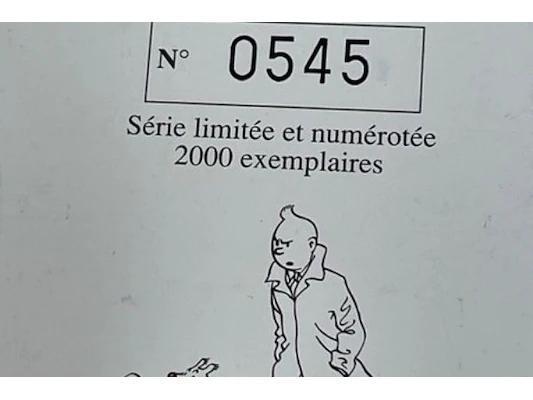 N° 0545
Série limitée et numérotée
2000 exemplaires